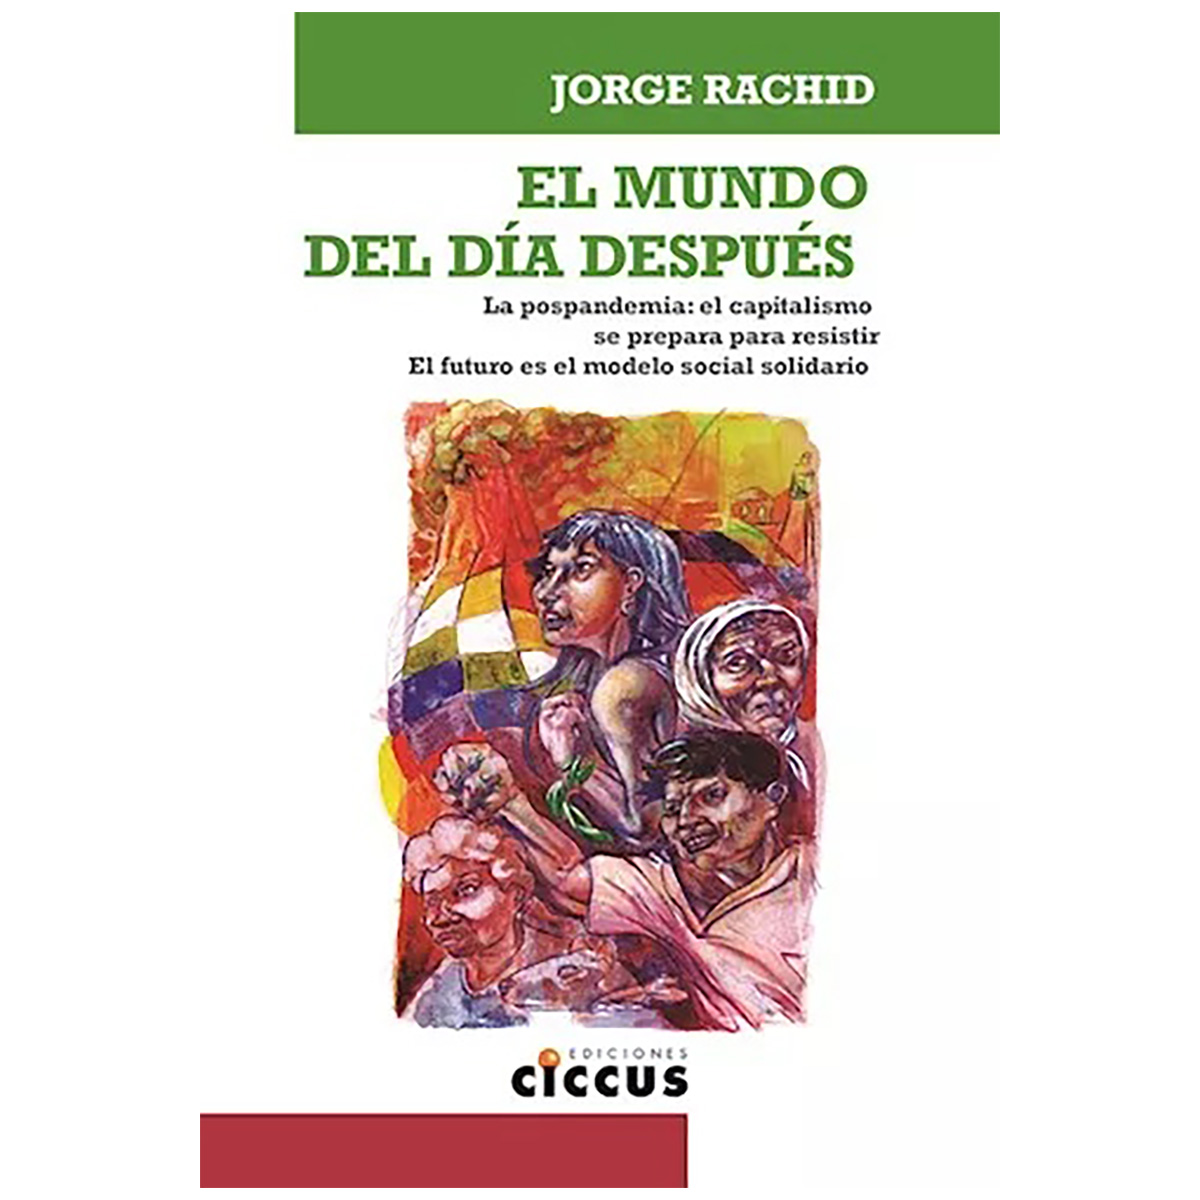 JORGE RACHID
EL MUNDO
DEL DÍA DESPUÉS
La pospandemia: el capitalismo
se prepara para resistir
El futuro es el modelo social solidario
EDICIONES
CICCUS